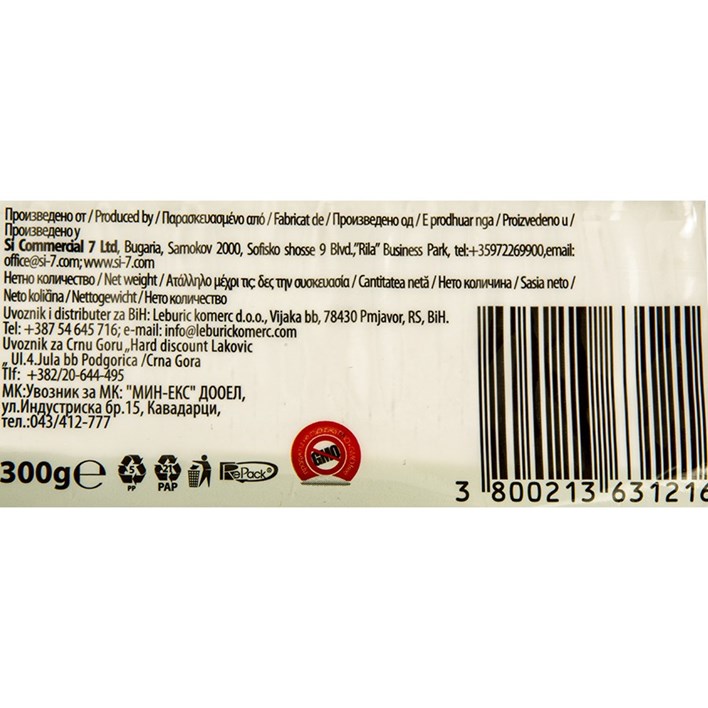 Произведено от / Produced by / Παρασκευασμένο από / Fabricat de / Произведено од / E prodhuar nga / Proizvedeno u /
Произведено у
Si Commercial 7 Ltd, Bugaria, Samokov 2000, Sofisko shosse 9 Blvd.,"Rila" Business Park, tel:+35972269900,email:
office@si-7.com; www.si-7.com
Нетно количество / Net weight / Ατάλληλο μέχρι τις: δες την συσκευασία / Cantitatea netă / Нето количина / Sasia neto /
Neto količina / Nettogewicht / Нето количество
Uvoznik i distributer za BiH: Leburic komerc d.o.o., Vijaka bb, 78430 Prnjavor, RS, BiH.
Tel: +387 54 645 716; e-mail: info@leburickomerc.com
Uvoznik za Crnu Goru „Hard discount Lakovic
„ Ul.4.Jula bb Podgorica /Crna Gora
Tlf: +382/20-644-495
МК:Увозник за МК: "МИН-ЕКС" ДООЕЛ,
ул.Индустриска бр.15, Кавадарци,
тел.:043/412-777
300g ℮
5
PP
21
PAP
RePack
GMO
3 800213 631216